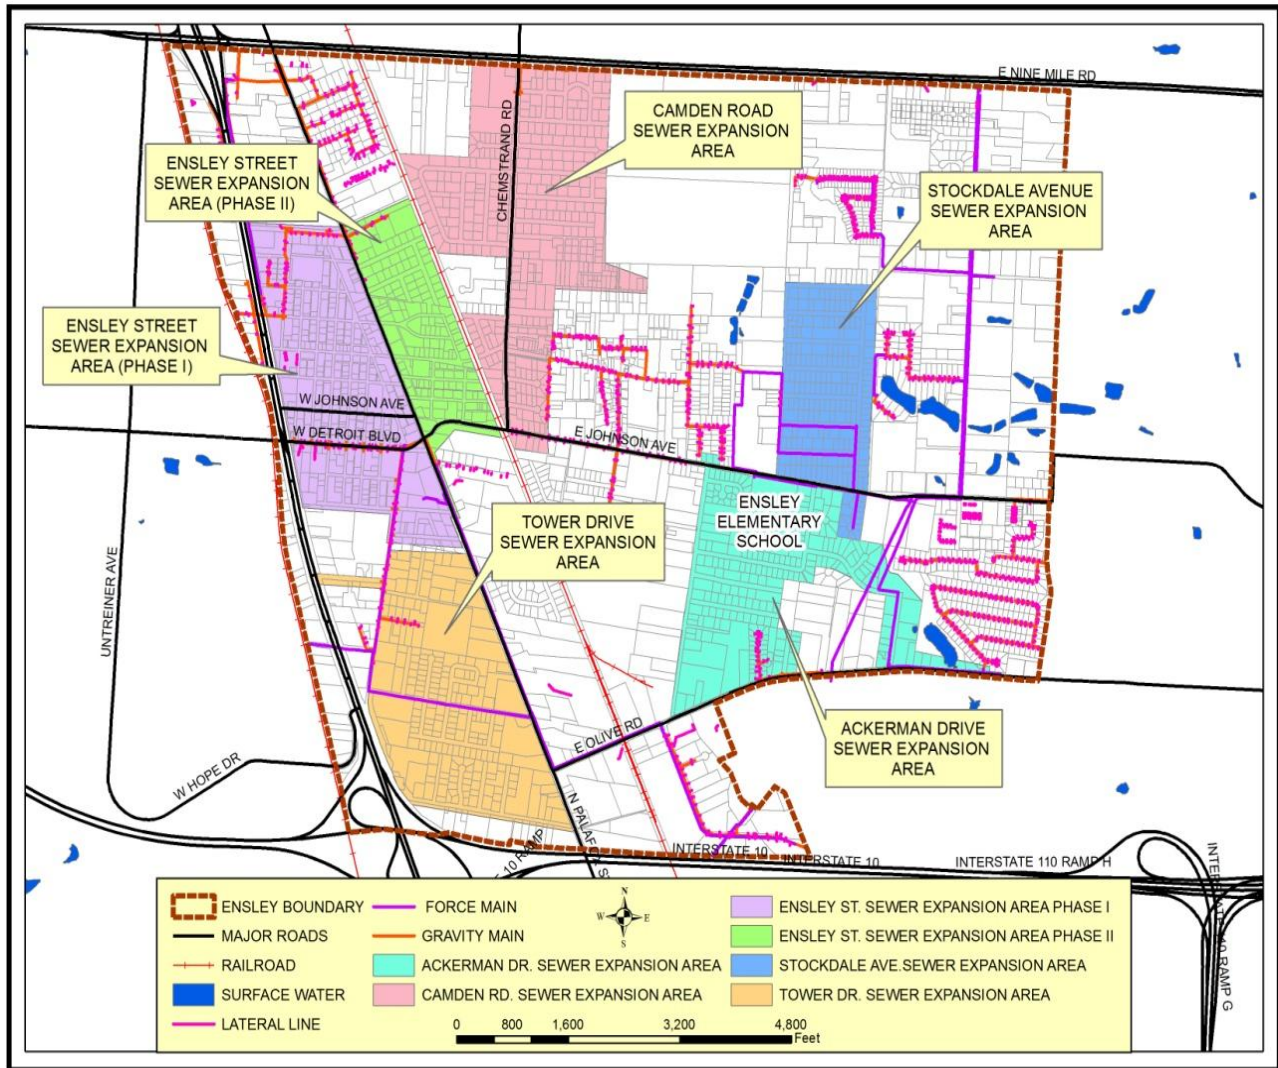 E NINE MILE RD
CAMDEN ROAD
SEWER EXPANSION
AREA
CHEMSTRAND RD
ENSLEY STREET
SEWER EXPANSION
AREA (PHASE II)
STOCKDALE AVENUE
SEWER EXPANSION
AREA
ENSLEY STREET
SEWER EXPANSION
AREA (PHASE I)
W JOHNSON AVE
W DETROIT BLVD
E JOHNSON AVE
ENSLEY
ELEMENTARY
SCHOOL
TOWER DRIVE
SEWER EXPANSION
AREA
UNTREINER AVE
ACKERMAN DRIVE
SEWER EXPANSION
AREA
E OLIVE RD
W HOPE DR
N PALAFOX S
10 RAMP
INTERSTATE 10
INTERSTATE 10
INTERSTATE 110 RAMP H
INTERSTATE 110 RAMP G
ENSLEY BOUNDARY
MAJOR ROADS
RAILROAD
SURFACE WATER
LATERAL LINE
FORCE MAIN
GRAVITY MAIN
ACKERMAN DR. SEWER EXPANSION AREA
CAMDEN RD. SEWER EXPANSION AREA
N
W E
S
ENSLEY ST. SEWER EXPANSION AREA PHASE I
ENSLEY ST. SEWER EXPANSION AREA PHASE II
STOCKDALE AVE.SEWER EXPANSION AREA
TOWER DR. SEWER EXPANSION AREA
0 800 1,600 3,200 4,800
Feet